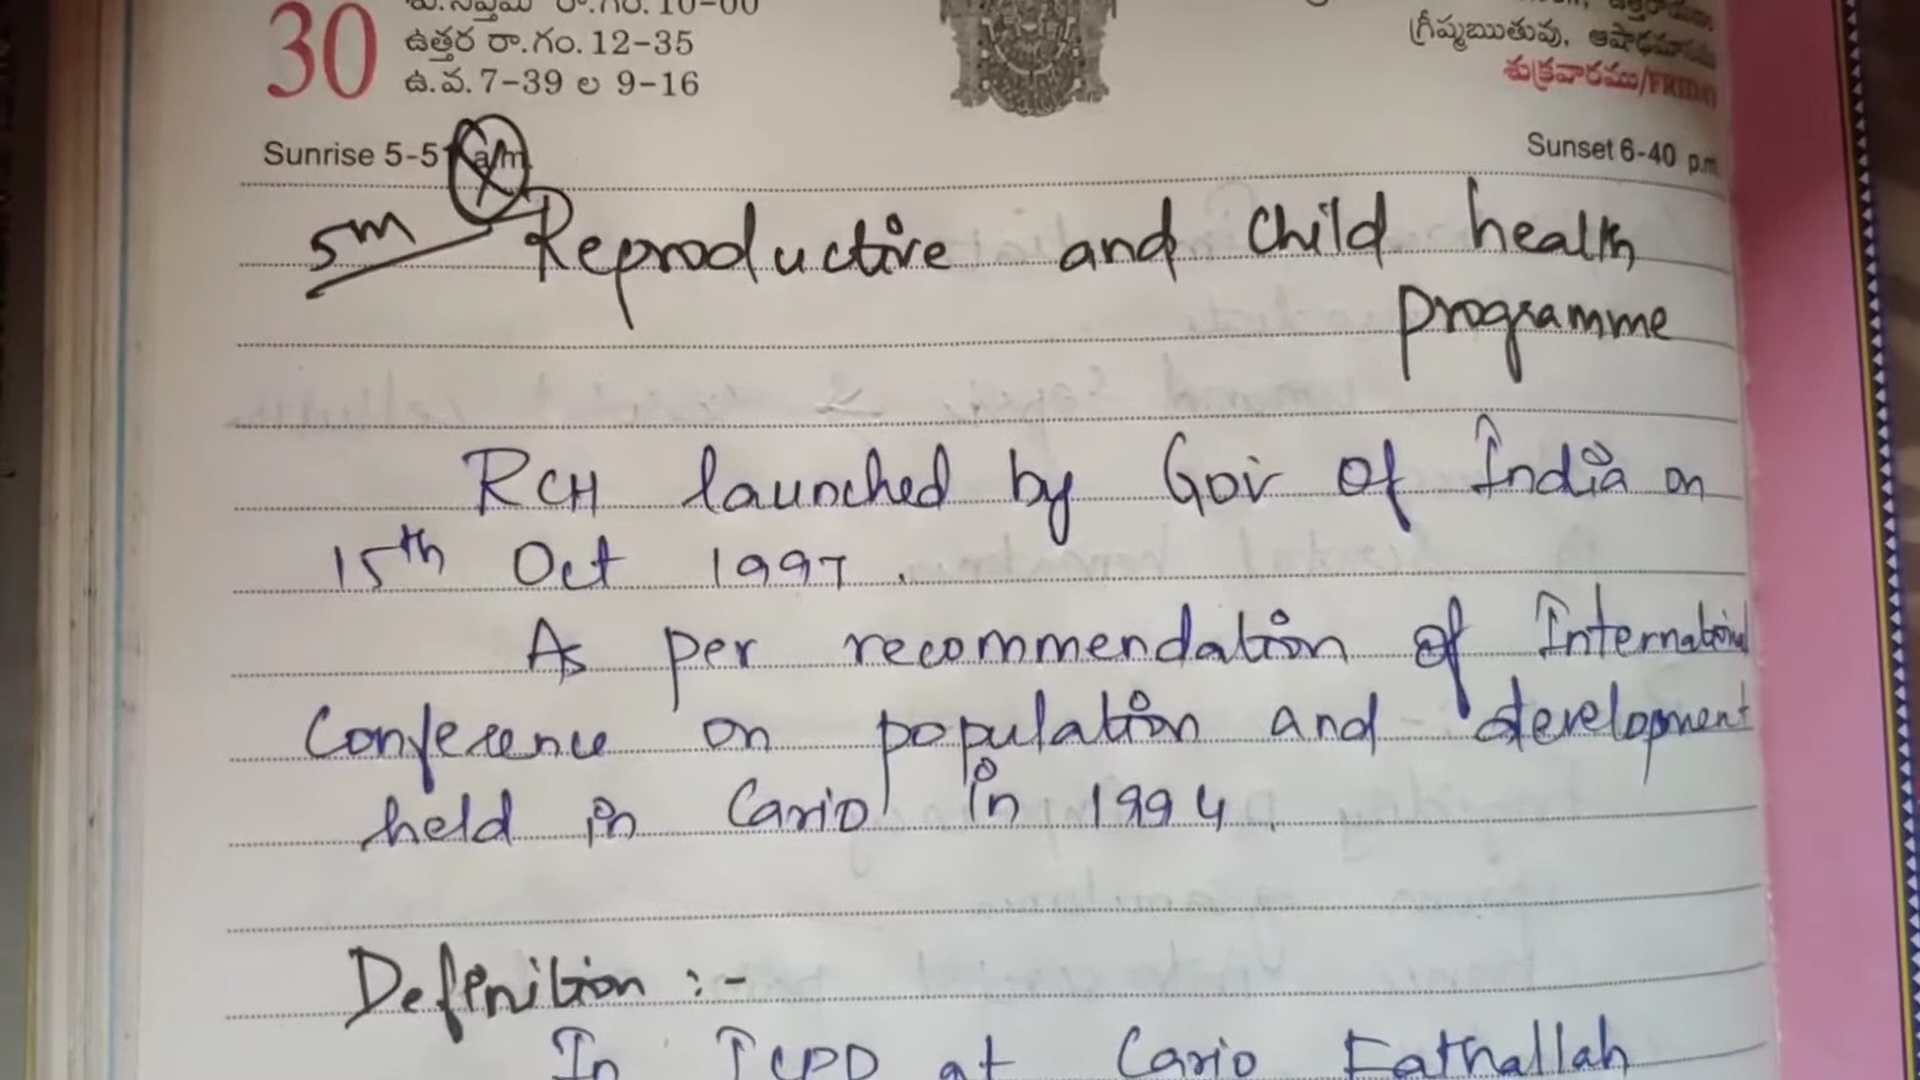 30
ఉత్తర రా.గం. 12-35
ఉ.వ. 7-39 ల 9-16
గ్రీష్మఋతువు, ఆషాఢమాసము
శుక్రవారము/FRIDAY
Sunrise 5-5 a.m.
Sunset 6-40 p.m.
5m Reproductive and child health
programme
RCH launched by Gov of India on
15th Oct 1997.
As per recommendation of International
Conference on population and development
held in Cario in 1994.
Definition :-
In ICPD at Cario Fathallah